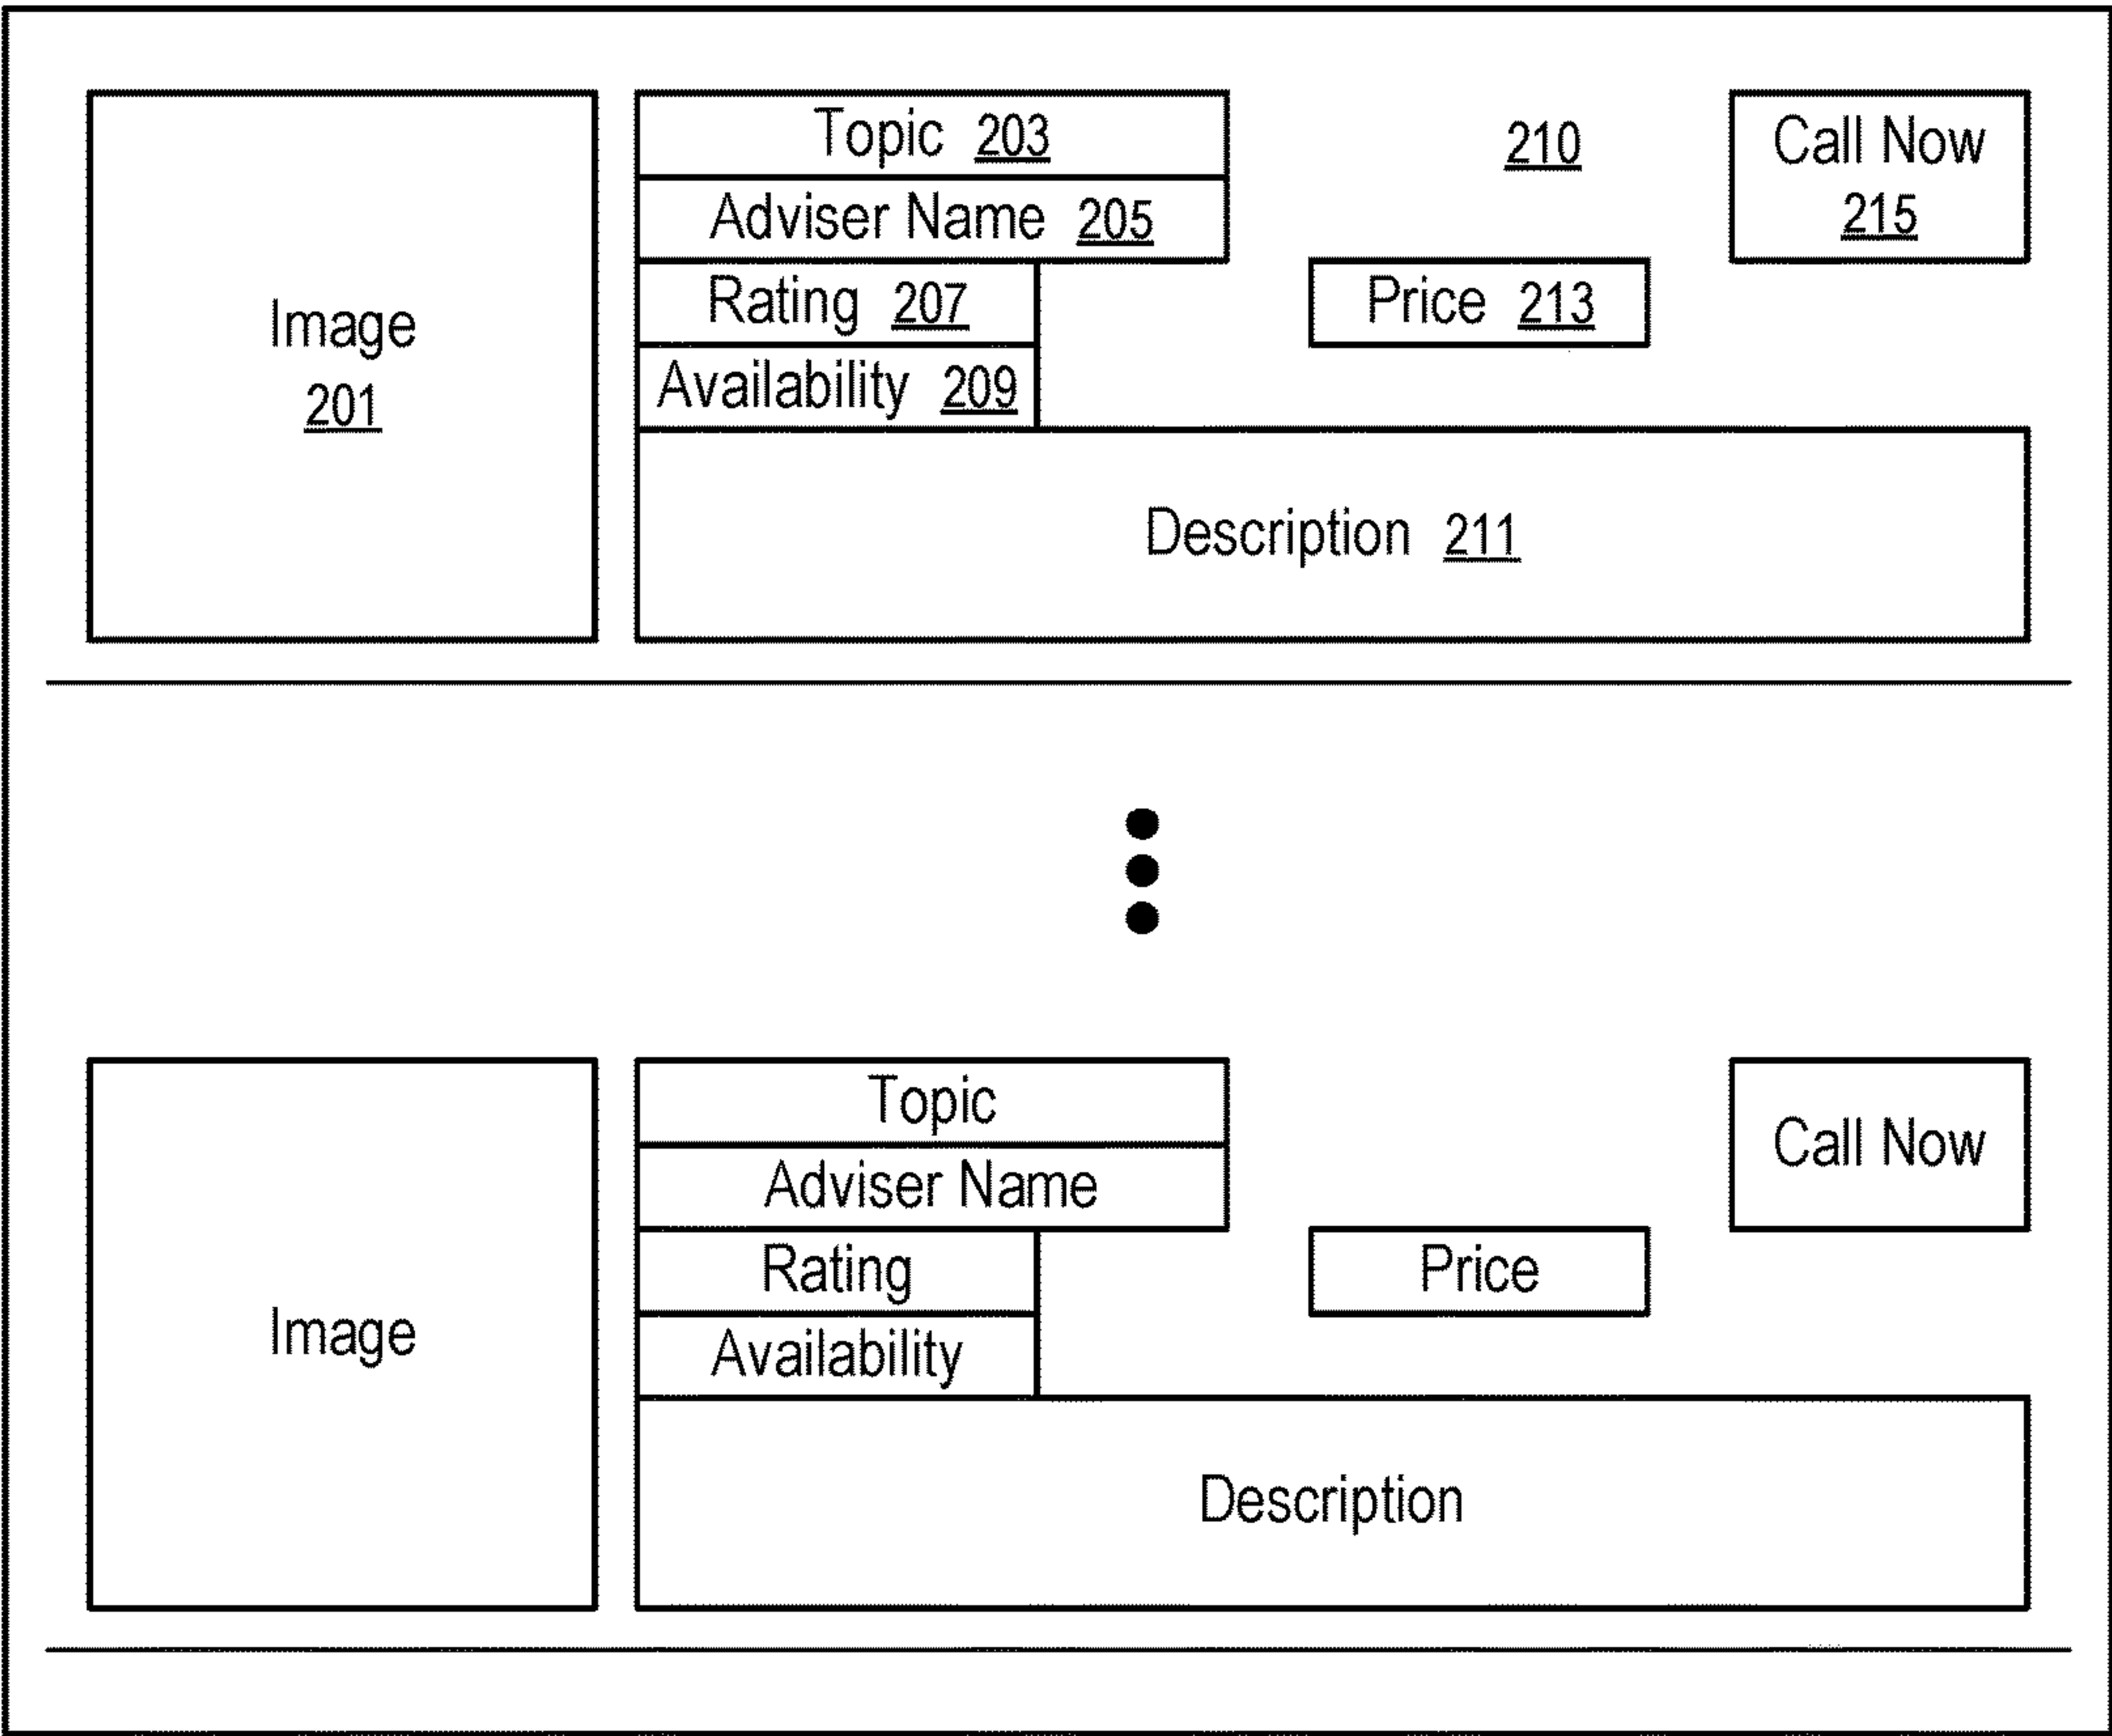 Image
201
Topic 203
Adviser Name 205
Rating 207
Availability 209
210
Price 213
Call Now
215
Description 211
Image
Topic
Adviser Name
Rating
Availability
Price
Call Now
Description